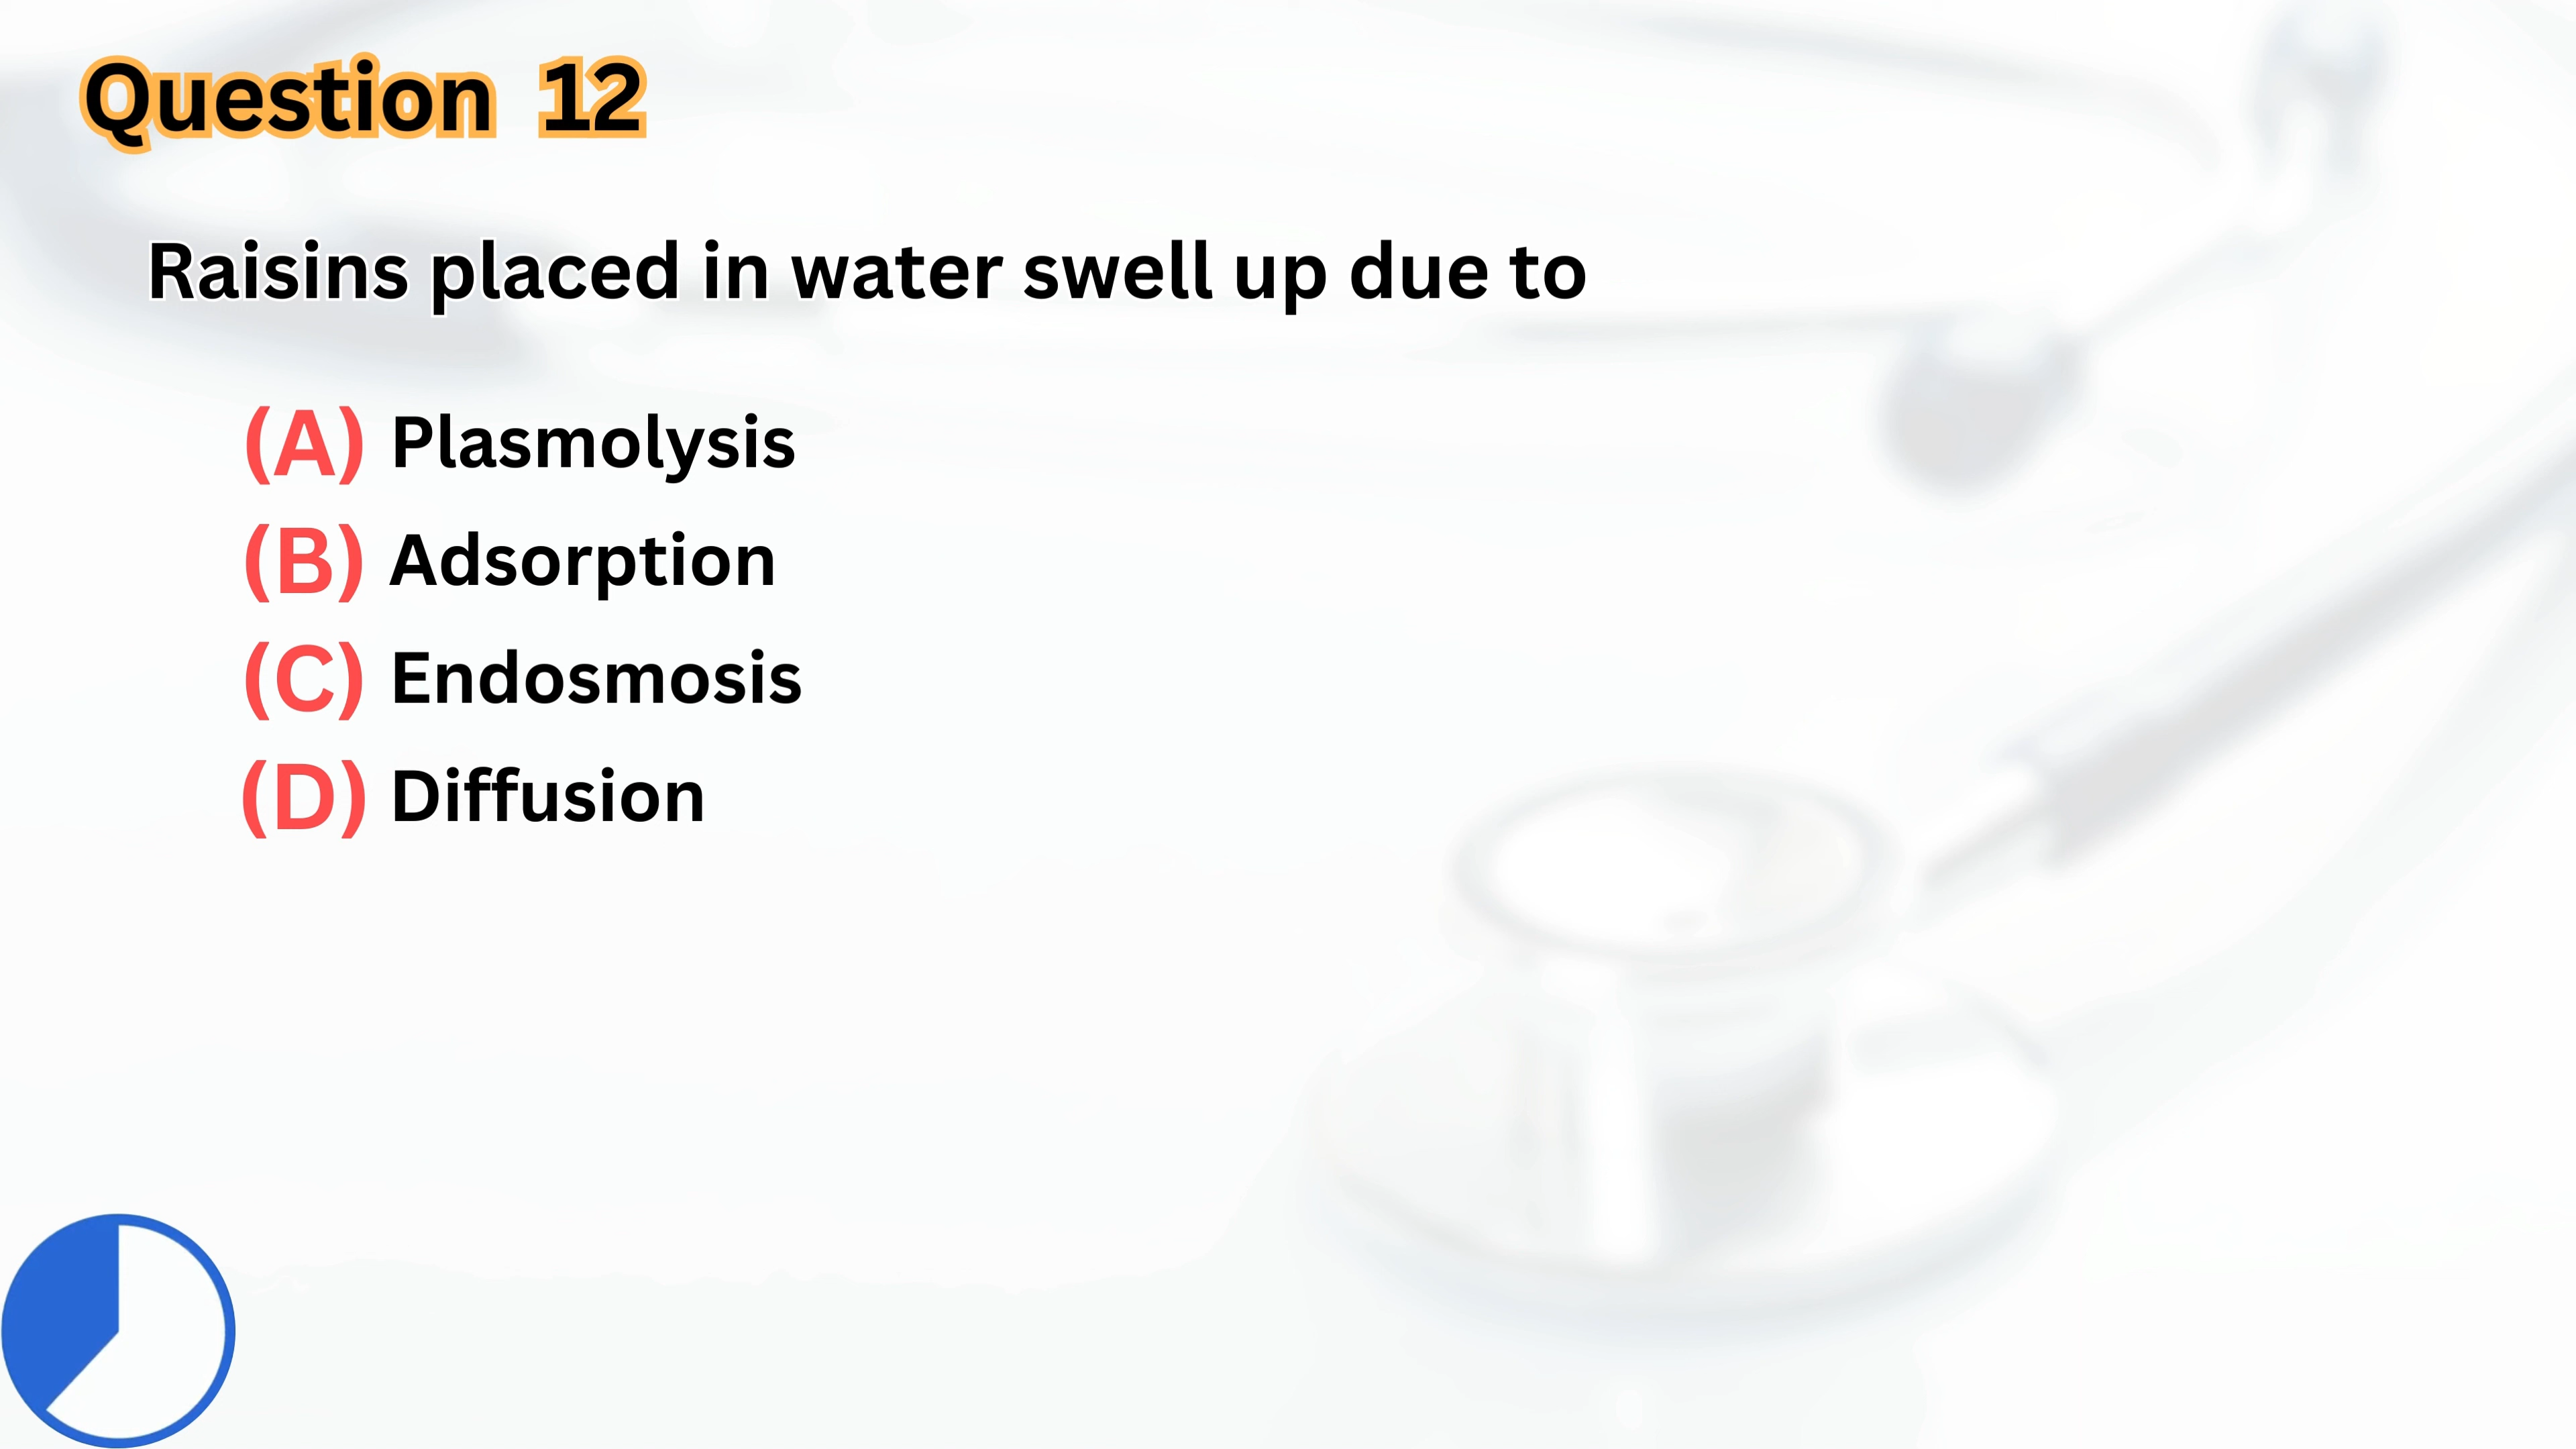 Question 12
Raisins placed in water swell up due to
(A) Plasmolysis
(B) Adsorption
(C) Endosmosis
(D) Diffusion